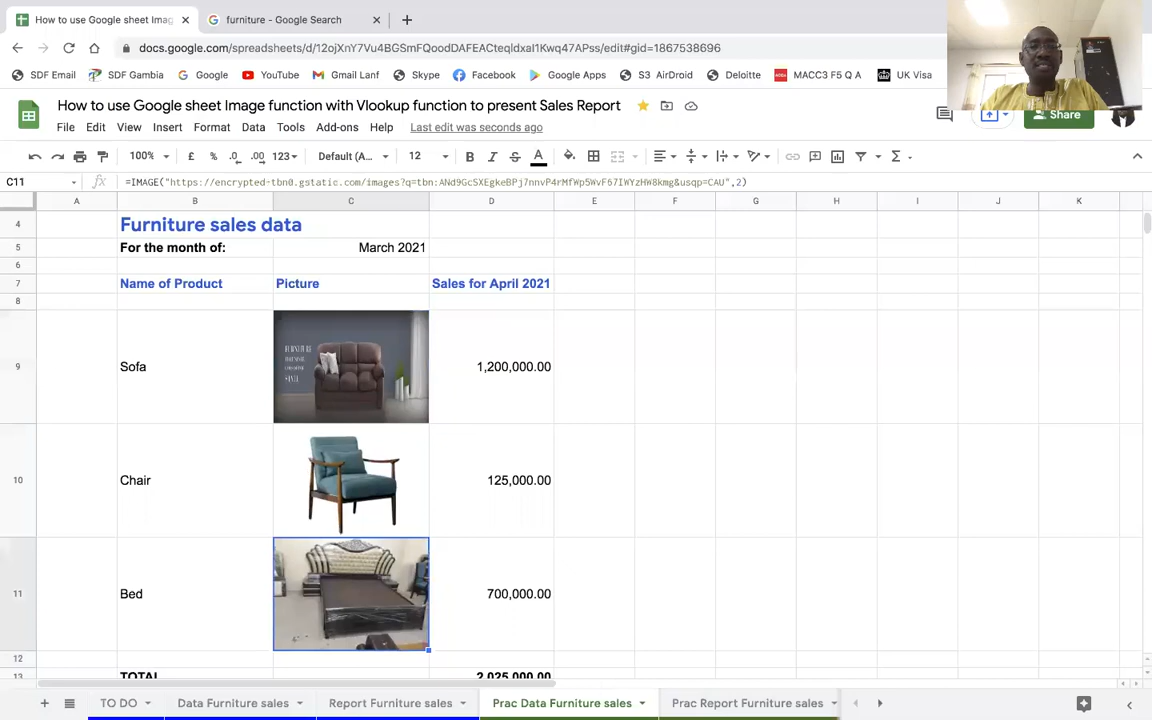 How to use Google sheet Imag
furniture - Google Search
docs.google.com/spreadsheets/d/12ojXnY7Vu4BGSmFQoodDAFEACteqldxal1Kwq47APss/edit#gid=1867538696
SDF Email
SDF Gambia
Google
YouTube
Gmail Lanf
Skype
Facebook
Google Apps
S3 AirDroid
Deloitte
MACC3 F5 Q A
UK Visa
How to use Google sheet Image function with Vlookup function to present Sales Report
File Edit View Insert Format Data Tools Add-ons Help Last edit was seconds ago
Share
100% £ % .0 .00 123 Default (A... 12 B I S A Σ
C11 fx =IMAGE("https://encrypted-tbn0.gstatic.com/images?q=tbn:ANd9GcSXEgkeBPj7nnvP4rMfWp5WvF67IWYzHW8kmg&usqp=CAU",2)
A B C D E F G H I J K
4 Furniture sales data
5 For the month of: March 2021
6
7 Name of Product Picture Sales for April 2021
8
9 Sofa 1,200,000.00
FURNITURE
10 Chair 125,000.00
11 Bed 700,000.00
12
13 TOTAL 2,025,000.00
TO DO Data Furniture sales Report Furniture sales Prac Data Furniture sales Prac Report Furniture sales